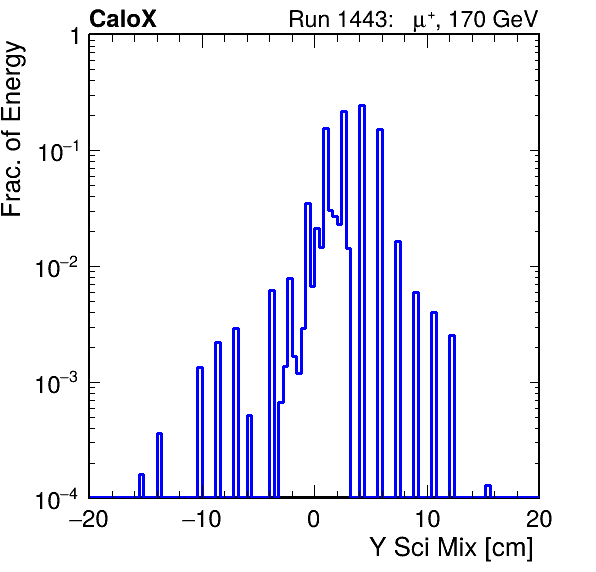 CaloX Run 1443: μ⁺, 170 GeV
Frac. of Energy
1
10⁻¹
10⁻²
10⁻³
10⁻⁴
−20 −10 0 10 20
Y Sci Mix [cm]